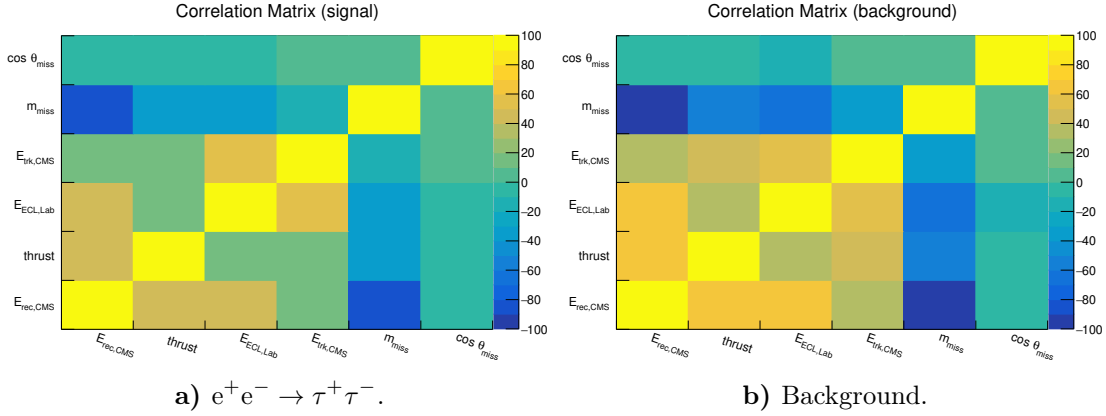 Correlation Matrix (signal)
cos θmiss
mmiss
Etrk,CMS
EECL,Lab
thrust
Erec,CMS
100
80
60
40
20
0
−20
−40
−60
−80
−100
Erec,CMS thrust EECL,Lab Etrk,CMS mmiss cos θmiss
a) e+e− → τ+τ−.
Correlation Matrix (background)
cos θmiss
mmiss
Etrk,CMS
EECL,Lab
thrust
Erec,CMS
100
80
60
40
20
0
−20
−40
−60
−80
−100
Erec,CMS thrust EECL,Lab Etrk,CMS mmiss cos θmiss
b) Background.